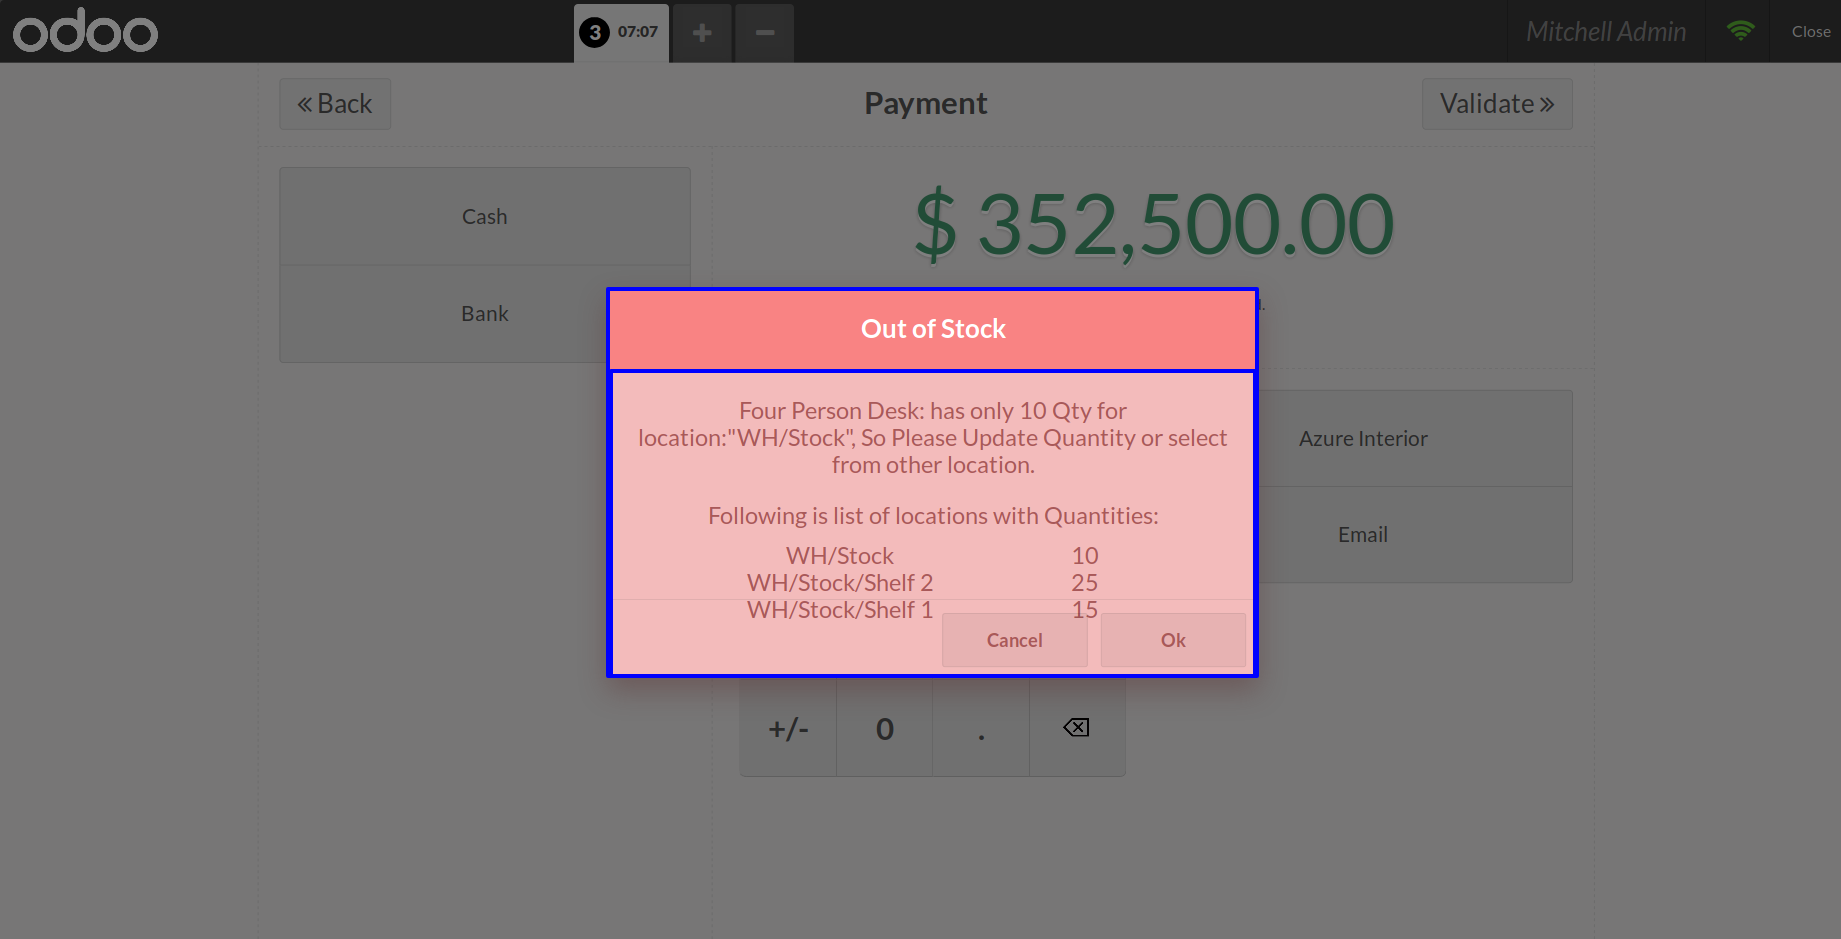 odoo
3 07:07
Mitchell Admin
Close
Back
Payment
Validate
Cash
$ 352,500.00
Bank
Out of Stock
Four Person Desk: has only 10 Qty for
location:"WH/Stock", So Please Update Quantity or select
from other location.
Azure Interior
Following is list of locations with Quantities:
Email
WH/Stock 10
WH/Stock/Shelf 2 25
WH/Stock/Shelf 1 15
Cancel Ok
+/- 0 .